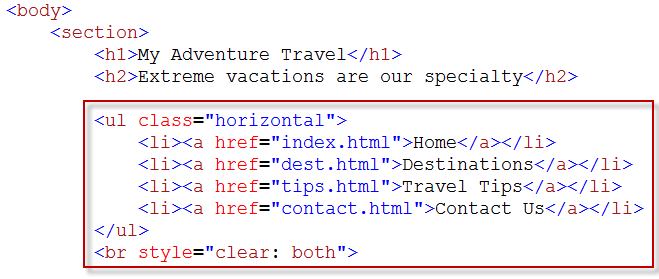 <body>
<section>
<h1>My Adventure Travel</h1>
<h2>Extreme vacations are our specialty</h2>
<ul class="horizontal">
<li><a href="index.html">Home</a></li>
<li><a href="dest.html">Destinations</a></li>
<li><a href="tips.html">Travel Tips</a></li>
<li><a href="contact.html">Contact Us</a></li>
</ul>
<br style="clear: both">